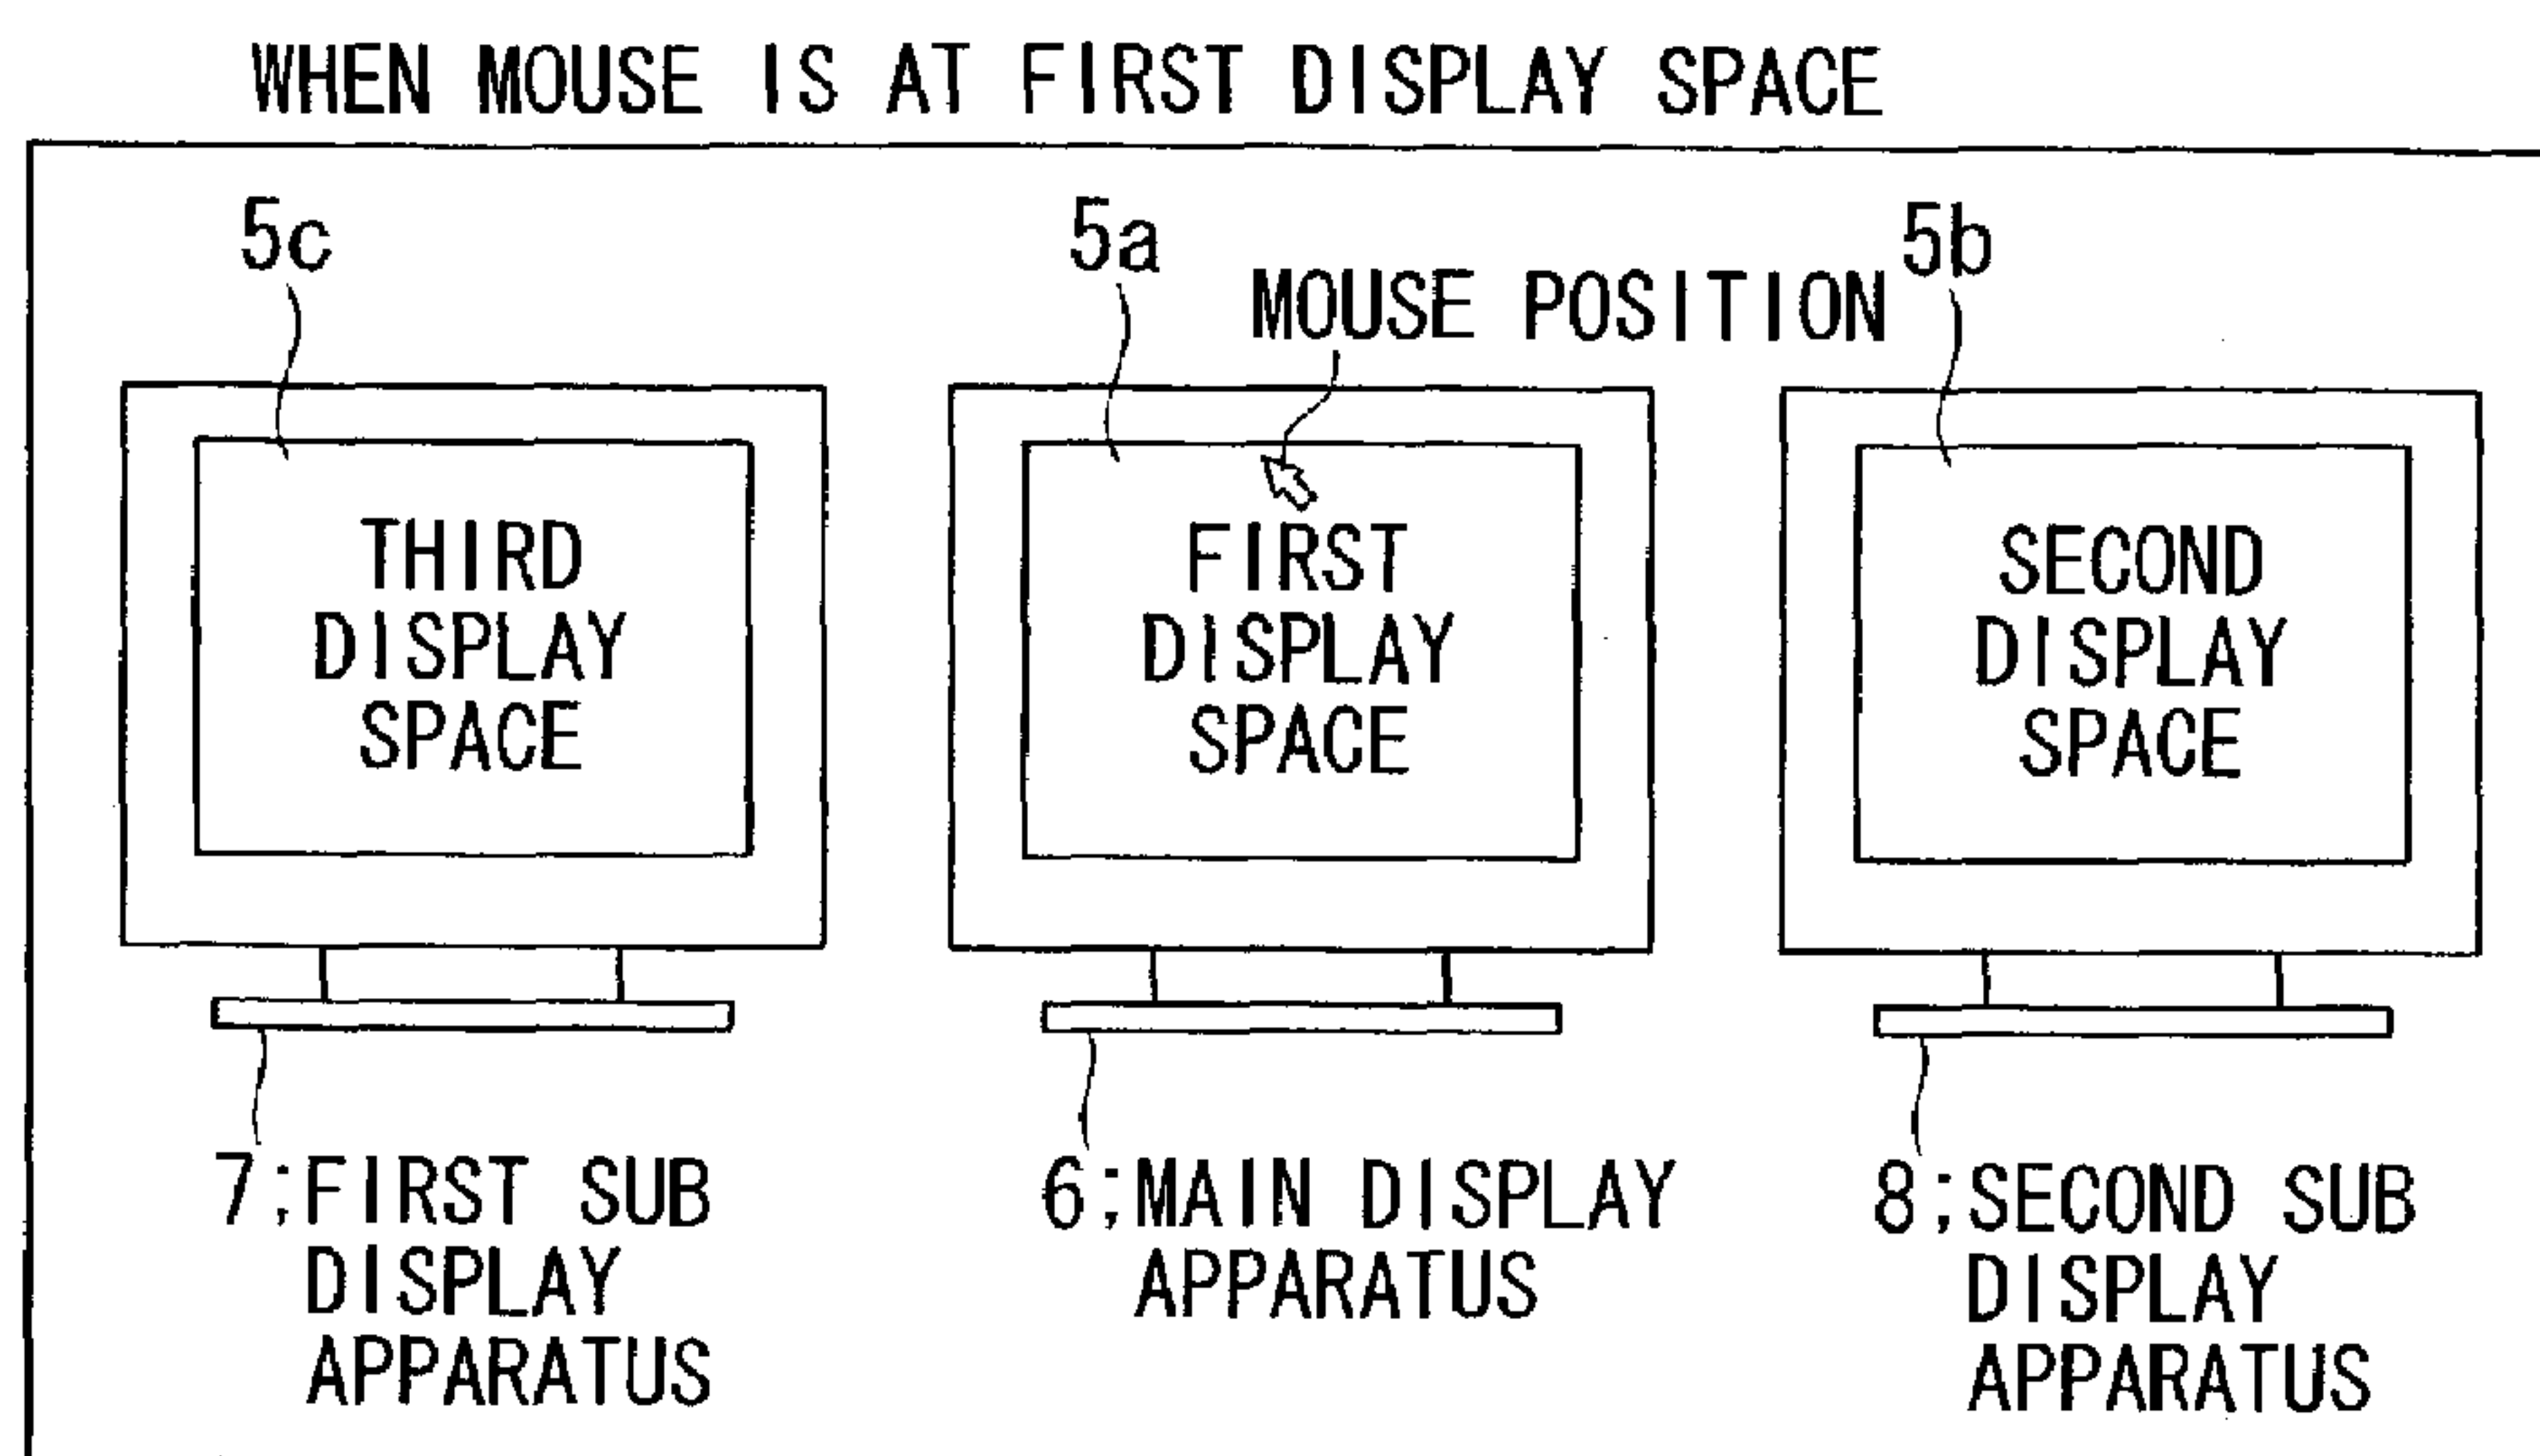 WHEN MOUSE IS AT FIRST DISPLAY SPACE
5c
5a
5b
MOUSE POSITION
THIRD
DISPLAY
SPACE
FIRST
DISPLAY
SPACE
SECOND
DISPLAY
SPACE
7;FIRST SUB
DISPLAY
APPARATUS
6;MAIN DISPLAY
APPARATUS
8;SECOND SUB
DISPLAY
APPARATUS